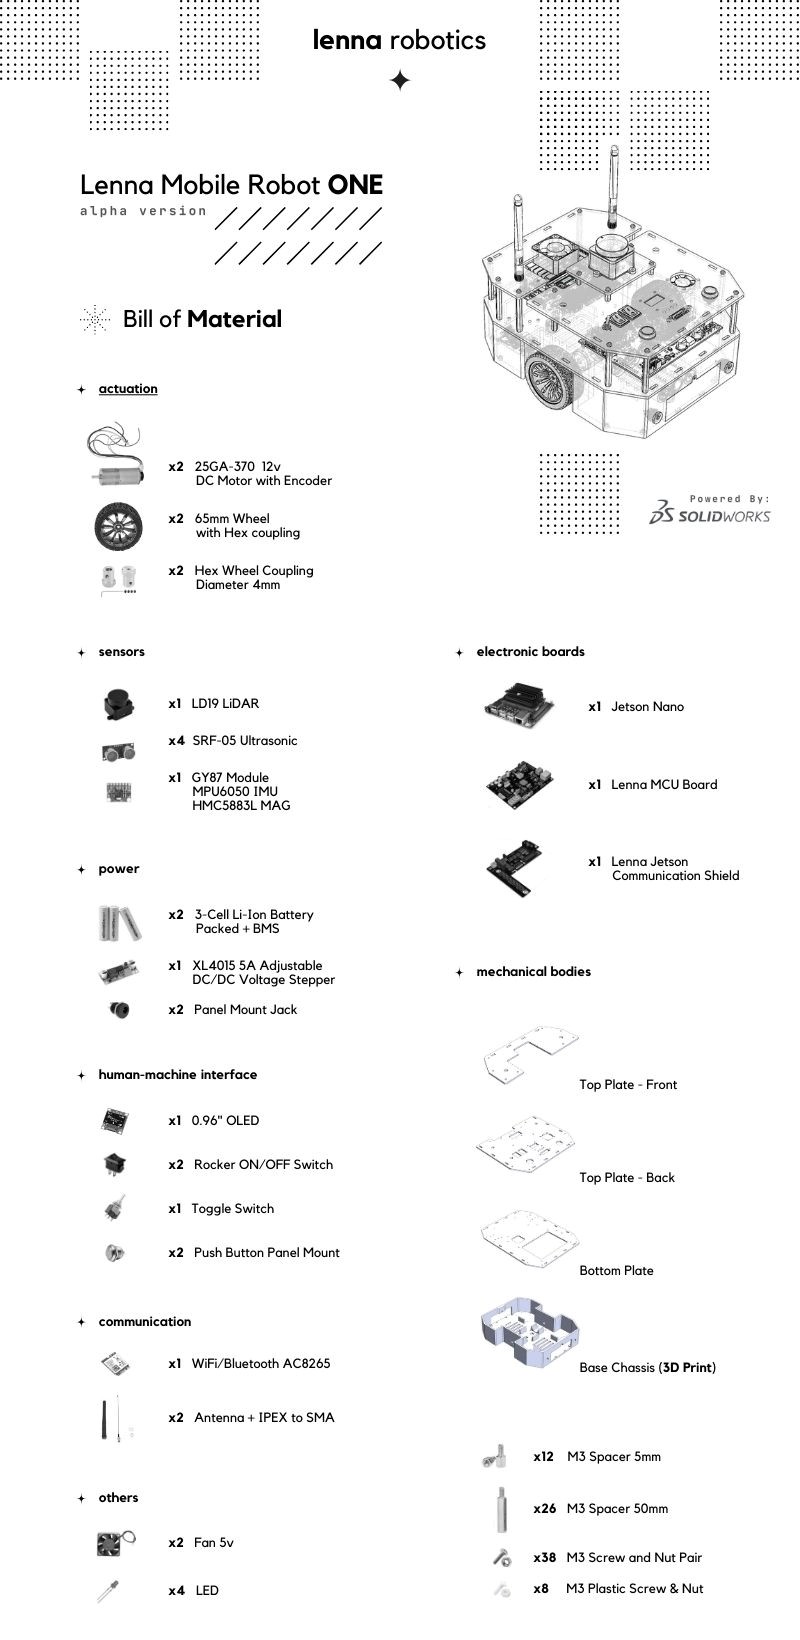 lenna robotics
Lenna Mobile Robot ONE
alpha version
Bill of Material
actuation
x2 25GA-370 12v
DC Motor with Encoder
x2 65mm Wheel
with Hex coupling
x2 Hex Wheel Coupling
Diameter 4mm
Powered By:
SOLIDWORKS
sensors
x1 LD19 LiDAR
x4 SRF-05 Ultrasonic
x1 GY87 Module
MPU6050 IMU
HMC5883L MAG
power
x2 3-Cell Li-Ion Battery
Packed + BMS
x1 XL4015 5A Adjustable
DC/DC Voltage Stepper
x2 Panel Mount Jack
human-machine interface
x1 0.96" OLED
x2 Rocker ON/OFF Switch
x1 Toggle Switch
x2 Push Button Panel Mount
communication
x1 WiFi/Bluetooth AC8265
x2 Antenna + IPEX to SMA
others
x2 Fan 5v
x4 LED
electronic boards
x1 Jetson Nano
x1 Lenna MCU Board
x1 Lenna Jetson
Communication Shield
mechanical bodies
Top Plate - Front
Top Plate - Back
Bottom Plate
Base Chassis (3D Print)
x12 M3 Spacer 5mm
x26 M3 Spacer 50mm
x38 M3 Screw and Nut Pair
x8 M3 Plastic Screw & Nut